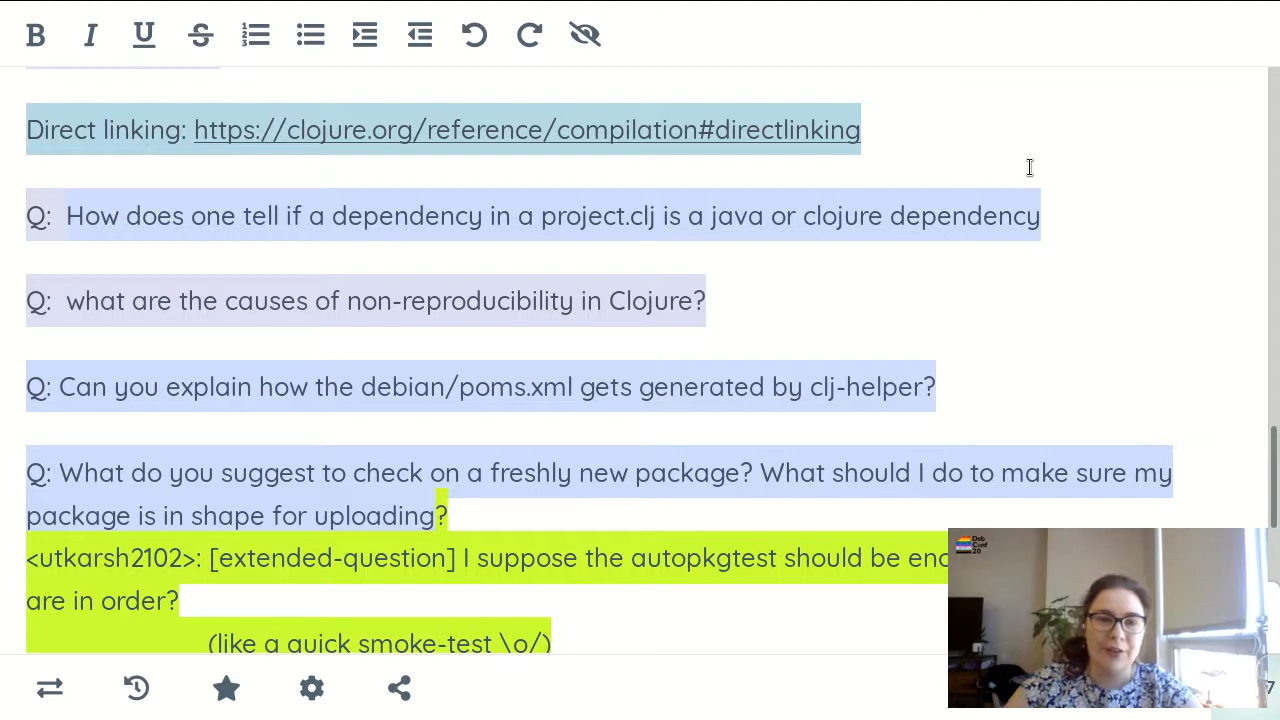 Direct linking: https://clojure.org/reference/compilation#directlinking
Q:  How does one tell if a dependency in a project.clj is a java or clojure dependency
Q:  what are the causes of non-reproducibility in Clojure?
Q: Can you explain how the debian/poms.xml gets generated by clj-helper?
Q: What do you suggest to check on a freshly new package? What should I do to make sure my
package is in shape for uploading?
<utkarsh2102>: [extended-question] I suppose the autopkgtest should be
are in order?
(like a quick smoke-test \o/)
Deb
Conf
20
7